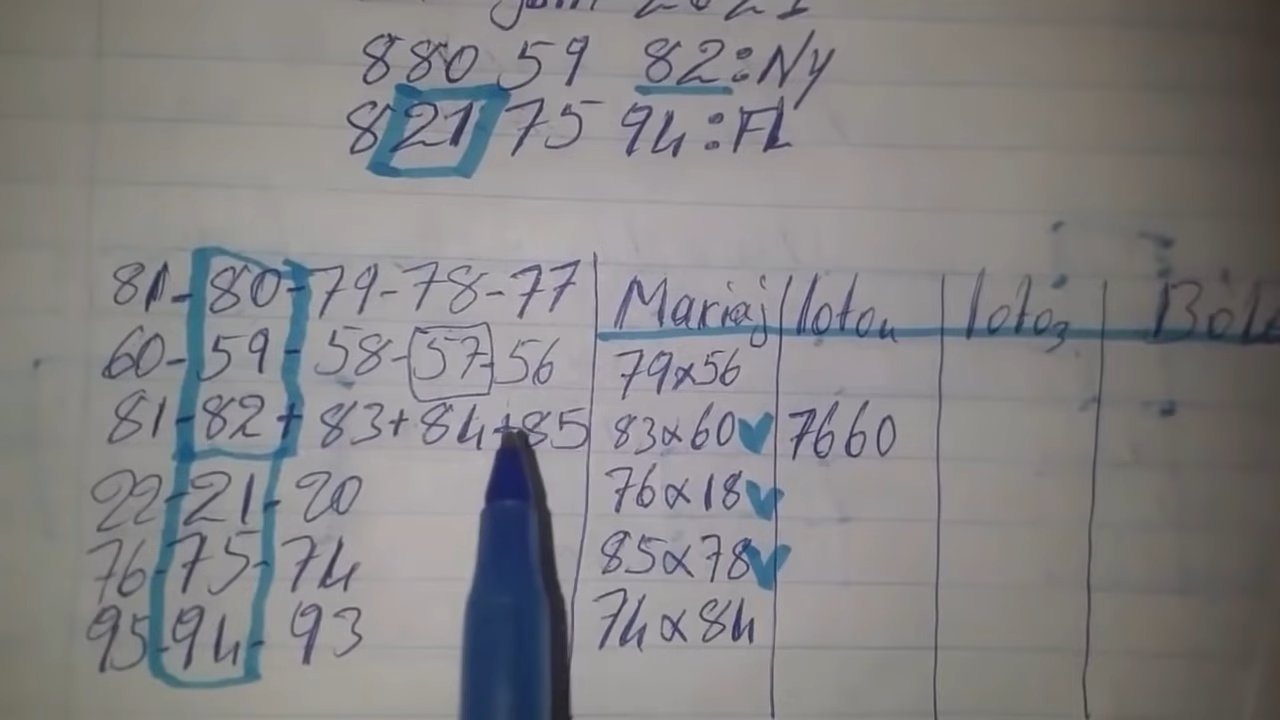 2021
880 59 82:Ny
821 75 94:FL
81-80-79-78-77
60-59-58-57-56
81-82+83+84+85
22-21-20
76-75-74
95-94-93
Mariaj loto4 loto3
79x56
83x60 7660
76x18
85x78
74x84